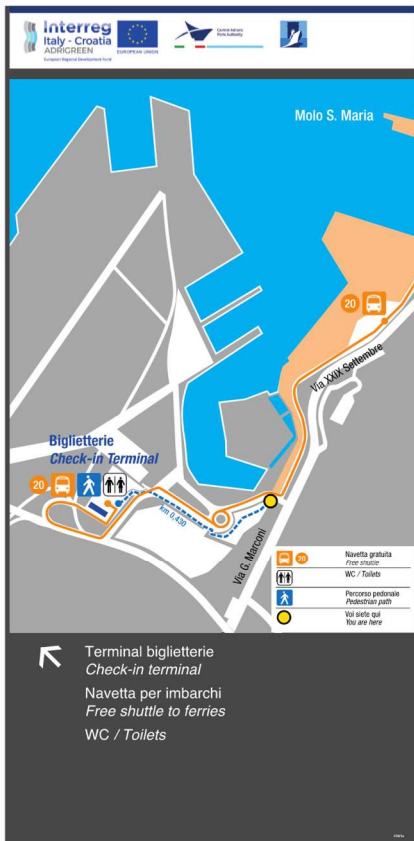 Interreg
Italy - Croatia
ADRIGREEN
European Regional Development Fund
EUROPEAN UNION
Central Adriatic
Ports Authority
Molo S. Maria
20
Via XXIX Settembre
Biglietterie
Check-in Terminal
20
km 0,430
Via G. Marconi
20
Navetta gratuita
Free shuttle
WC / Toilets
Percorso pedonale
Pedestrian path
Voi siete qui
You are here
Terminal biglietterie
Check-in terminal
Navetta per imbarchi
Free shuttle to ferries
WC / Toilets